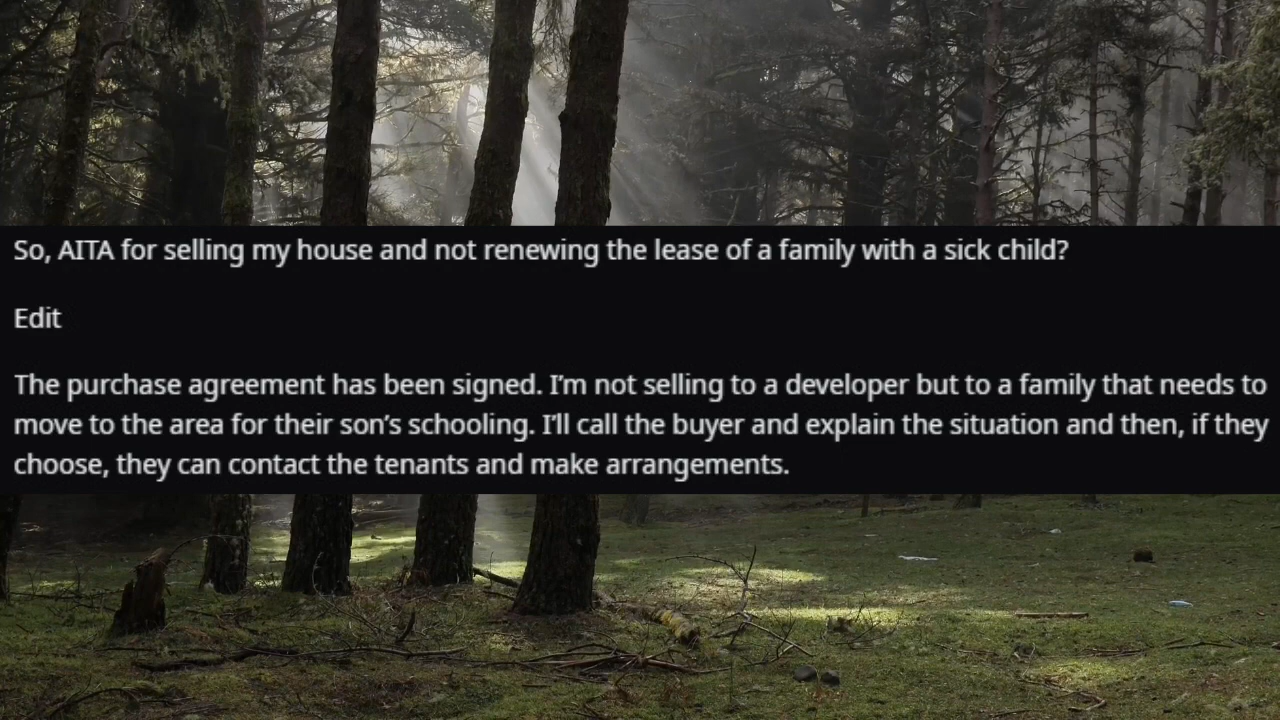 So, AITA for selling my house and not renewing the lease of a family with a sick child?
Edit
The purchase agreement has been signed. I’m not selling to a developer but to a family that needs to
move to the area for their son’s schooling. I’ll call the buyer and explain the situation and then, if they
choose, they can contact the tenants and make arrangements.